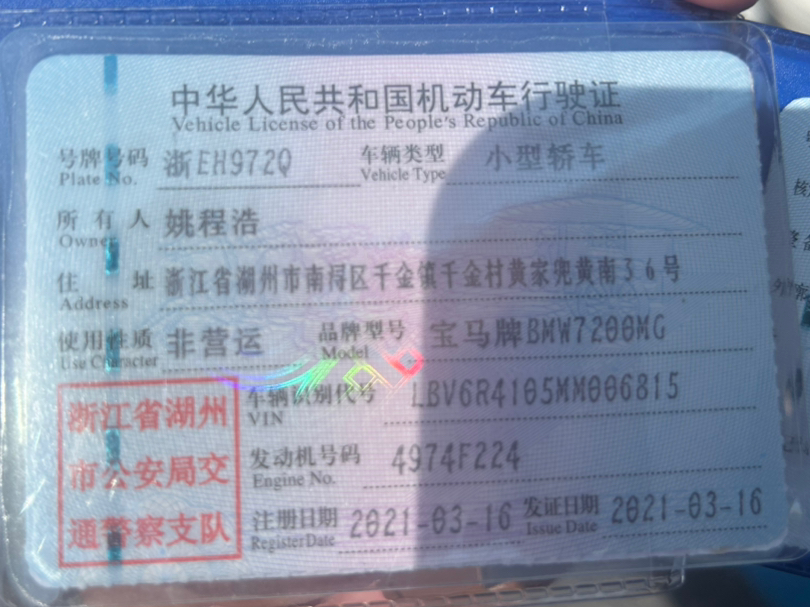 中华人民共和国机动车行驶证
Vehicle License of the People's Republic of China
号牌号码 浙EH972Q 车辆类型 小型轿车
Plate No. Vehicle Type
所有人 姚程浩
Owner
住址 浙江省湖州市南浔区千金镇千金村黄家兜黄南36号
Address
使用性质 非营运 品牌型号 宝马牌BMW7200MG
Use Character Model
浙江省湖州
市公安局交
通警察支队
车辆识别代号 LBV6R4105MM006815
VIN
发动机号码 4974F224
Engine No.
注册日期 2021-03-16 发证日期 2021-03-16
Register Date Issue Date